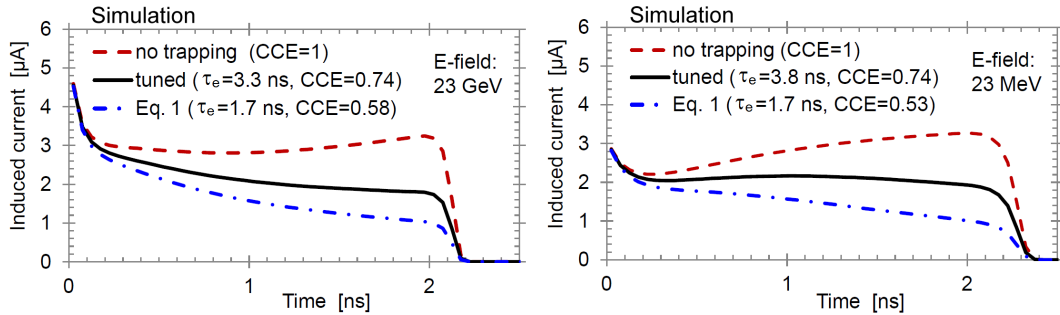 Simulation
no trapping (CCE=1)
tuned (τe=3.3 ns, CCE=0.74)
Eq. 1 (τe=1.7 ns, CCE=0.58)
E-field:
23 GeV
Induced current [μA]
6
5
4
3
2
1
0
0
1
2
Time [ns]
Simulation
no trapping (CCE=1)
tuned (τe=3.8 ns, CCE=0.74)
Eq. 1 (τe=1.7 ns, CCE=0.53)
E-field:
23 MeV
Induced current [μA]
6
5
4
3
2
1
0
0
1
2
Time [ns]